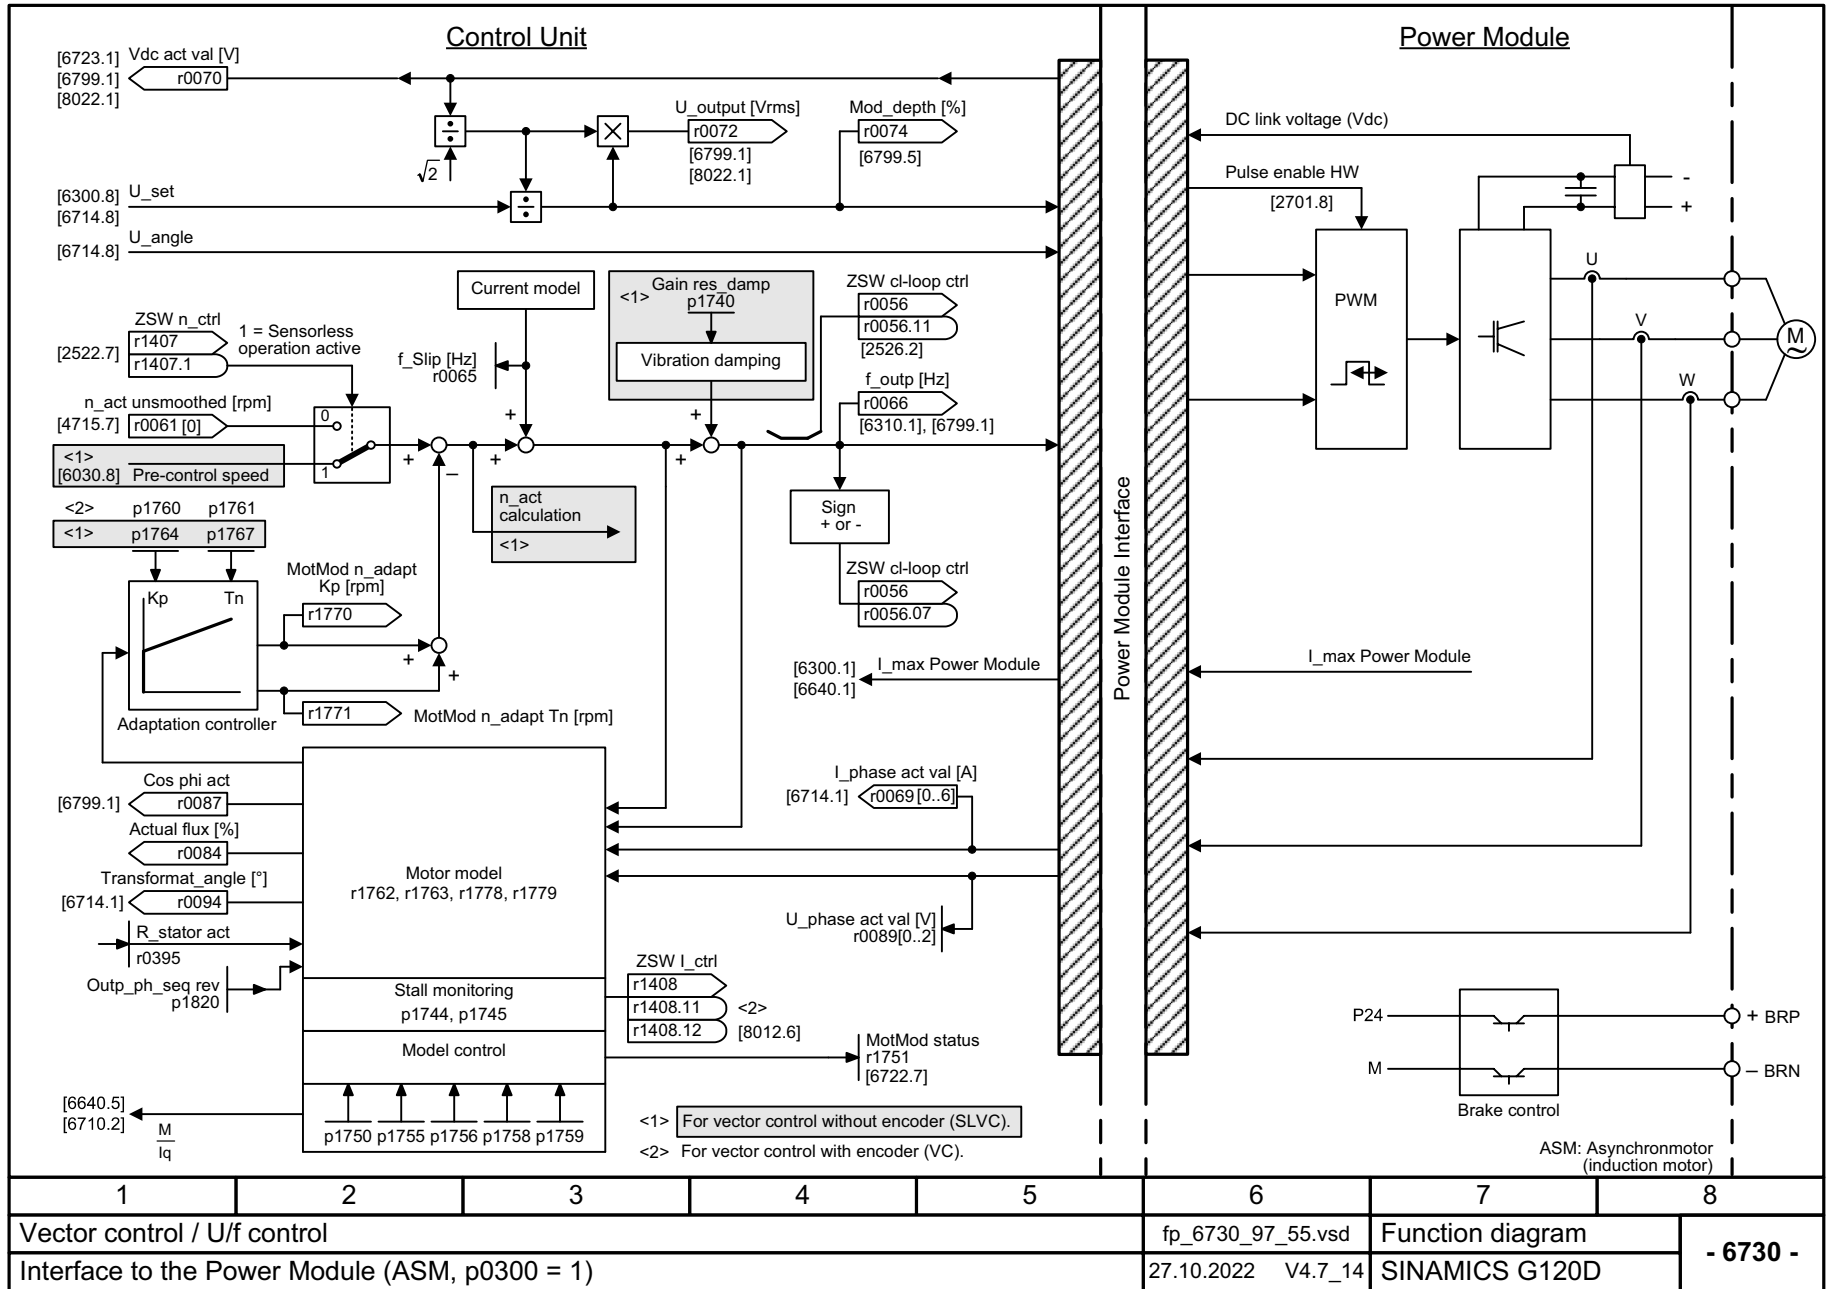 Control Unit
Power Module
[6723.1]
[6799.1]
[8022.1]
Vdc act val [V]
r0070
÷
√2
×
U_output [Vrms]
r0072
[6799.1]
[8022.1]
Mod_depth [%]
r0074
[6799.5]
[6300.8]
[6714.8]
U_set
÷
[6714.8]
U_angle
DC link voltage (Vdc)
Pulse enable HW
[2701.8]
-
+
PWM
U
V
W
M
~
ZSW n_ctrl
r1407
r1407.1
[2522.7]
1 = Sensorless
operation active
n_act unsmoothed [rpm]
[4715.7]
r0061 [0]
<1>
[6030.8] Pre-control speed
0
1
Current model
f_Slip [Hz]
r0065
<1>
Gain res_damp
p1740
Vibration damping
ZSW cl-loop ctrl
r0056
r0056.11
[2526.2]
f_outp [Hz]
r0066
[6310.1], [6799.1]
+
–
+
+
+
+
n_act
calculation
<1>
Sign
+ or -
ZSW cl-loop ctrl
r0056
r0056.07
<2> p1760 p1761
<1> p1764 p1767
Kp Tn
Adaptation controller
MotMod n_adapt
Kp [rpm]
r1770
+
+
r1771
MotMod n_adapt Tn [rpm]
[6300.1]
[6640.1]
I_max Power Module
I_max Power Module
Power Module Interface
Cos phi act
[6799.1]
r0087
Actual flux [%]
r0084
Transformat_angle [°]
[6714.1]
r0094
R_stator act
r0395
Outp_ph_seq rev
p1820
Motor model
r1762, r1763, r1778, r1779
Stall monitoring
p1744, p1745
Model control
p1750 p1755 p1756 p1758 p1759
I_phase act val [A]
[6714.1]
r0069 [0..6]
U_phase act val [V]
r0089[0..2]
ZSW I_ctrl
r1408
r1408.11
r1408.12
<2>
[8012.6]
MotMod status
r1751
[6722.7]
[6640.5]
[6710.2]
M
Iq
<1> For vector control without encoder (SLVC).
<2> For vector control with encoder (VC).
P24
M
+ BRP
– BRN
Brake control
ASM: Asynchronmotor
(induction motor)
1 2 3 4 5 6 7 8
Vector control / U/f control
fp_6730_97_55.vsd
Function diagram
- 6730 -
Interface to the Power Module (ASM, p0300 = 1)
27.10.2022 V4.7_14
SINAMICS G120D